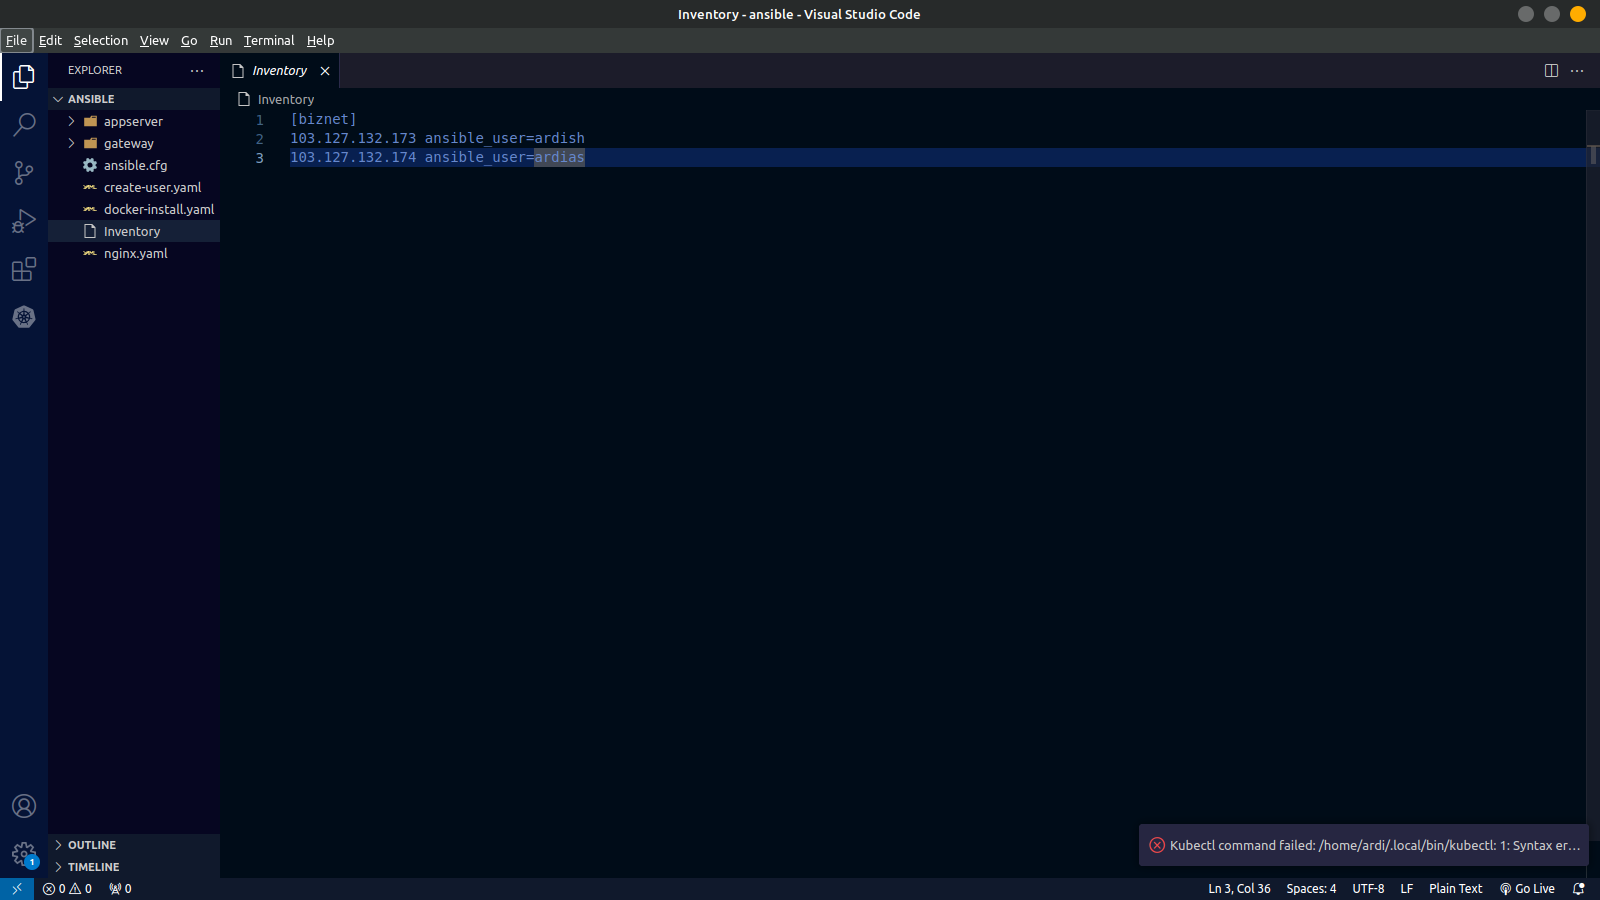 Inventory - ansible - Visual Studio Code
File Edit Selection View Go Run Terminal Help
EXPLORER
Inventory
ANSIBLE
appserver
gateway
ansible.cfg
create-user.yaml
docker-install.yaml
Inventory
nginx.yaml
OUTLINE
TIMELINE
Inventory
1 [biznet]
2 103.127.132.173 ansible_user=ardish
3 103.127.132.174 ansible_user=ardias
Kubectl command failed: /home/ardi/.local/bin/kubectl: 1: Syntax er...
1
0 0 0
Ln 3, Col 36 Spaces: 4 UTF-8 LF Plain Text Go Live